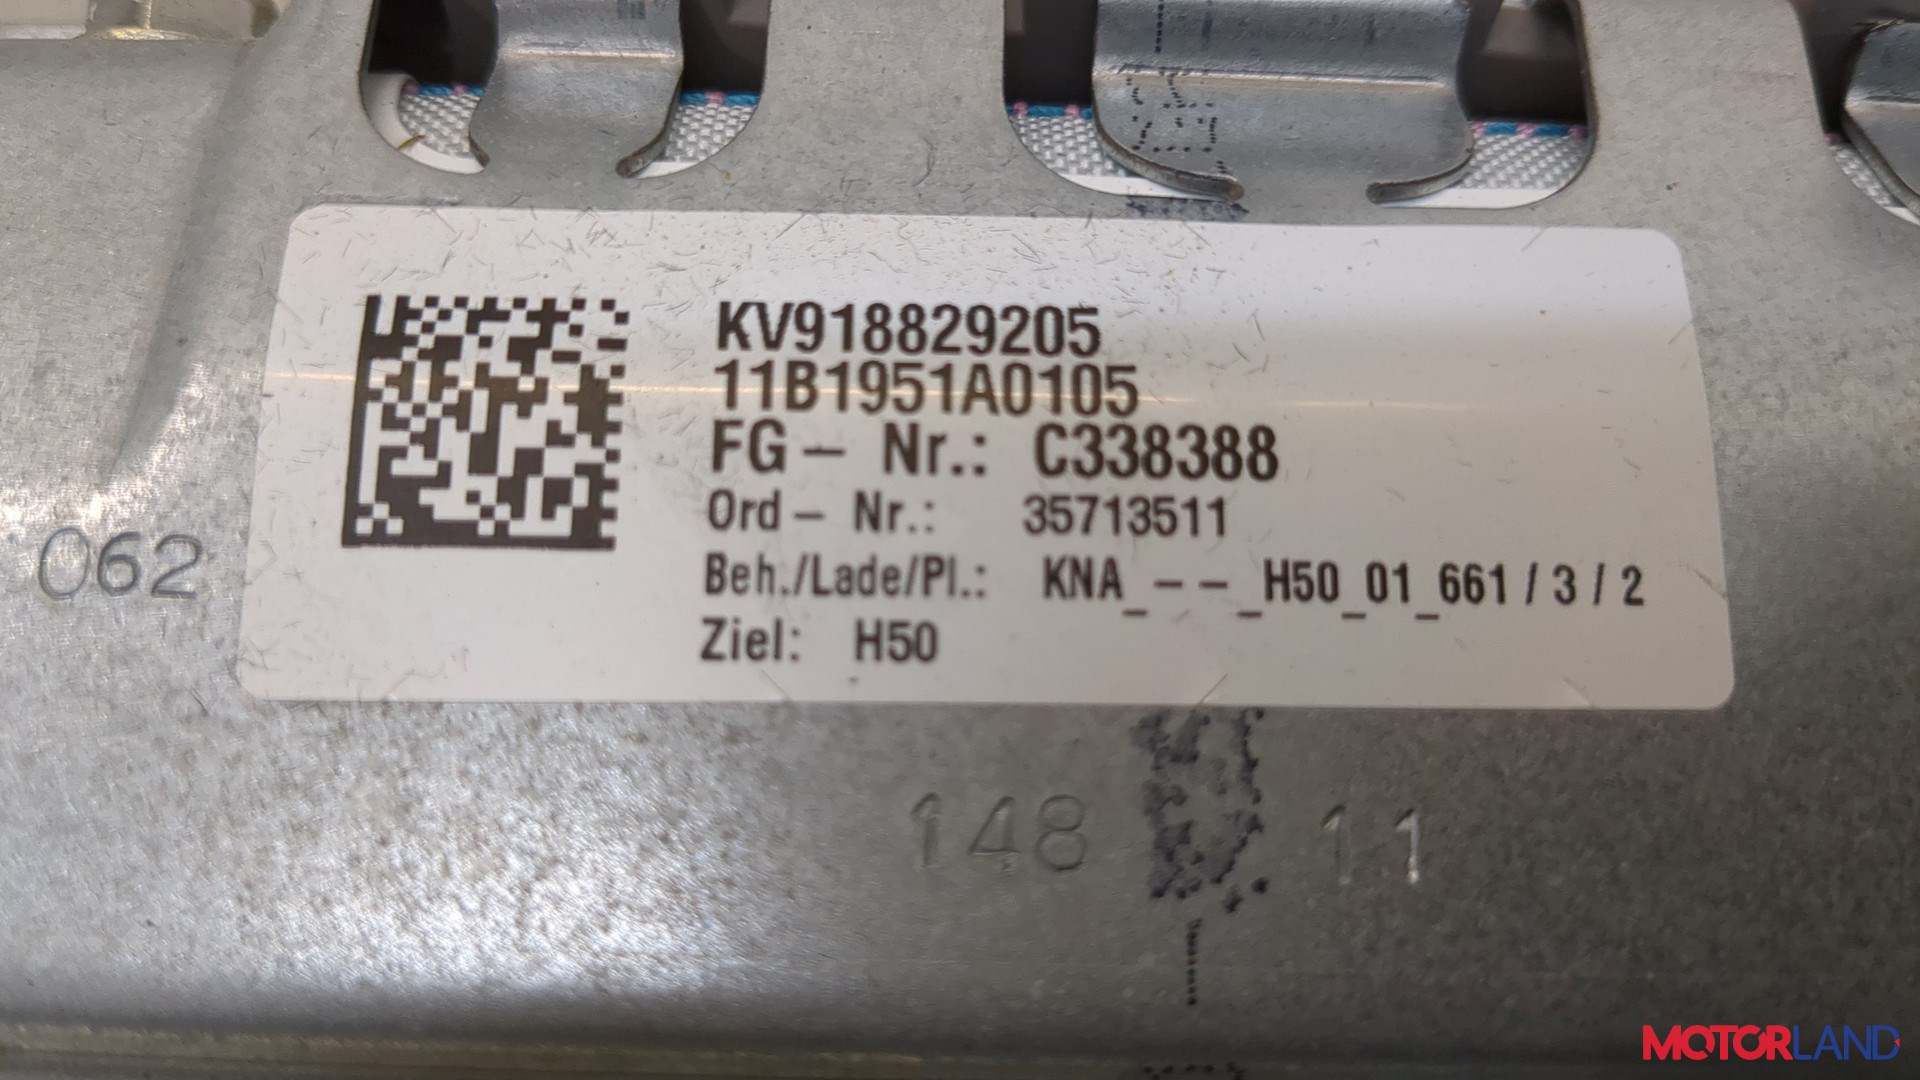 KV918829205
11B1951A0105
FG - Nr.: C338388
Ord - Nr.: 35713511
Beh./Lade/Pl.: KNA_--_H50_01_661 / 3 / 2
Ziel: H50
062
148 11
MOTORLAND